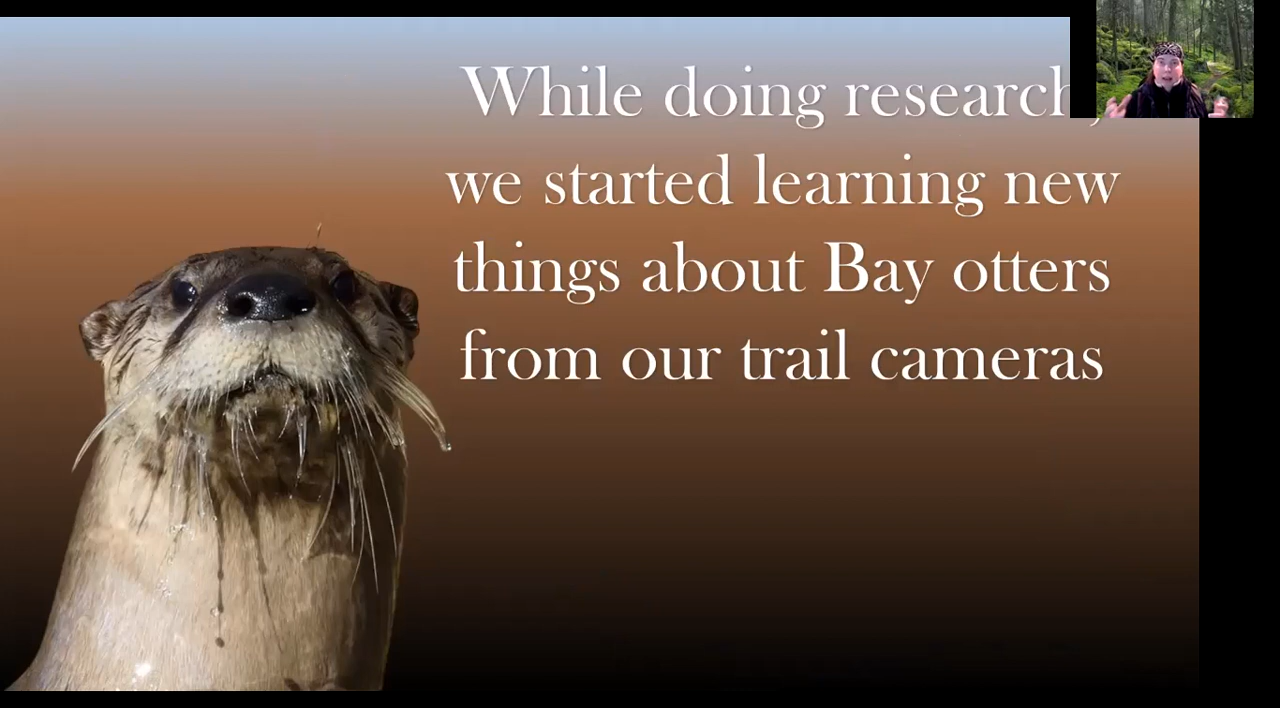 While doing research,
we started learning new
things about Bay otters
from our trail cameras